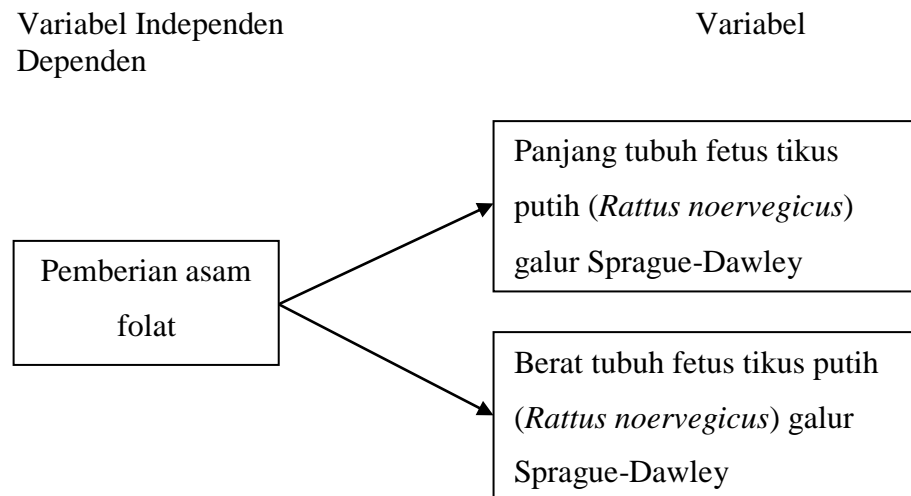 Variabel Independen Variabel
Dependen
Panjang tubuh fetus tikus
putih (Rattus noervegicus)
galur Sprague-Dawley
Pemberian asam
folat
Berat tubuh fetus tikus putih
(Rattus noervegicus) galur
Sprague-Dawley